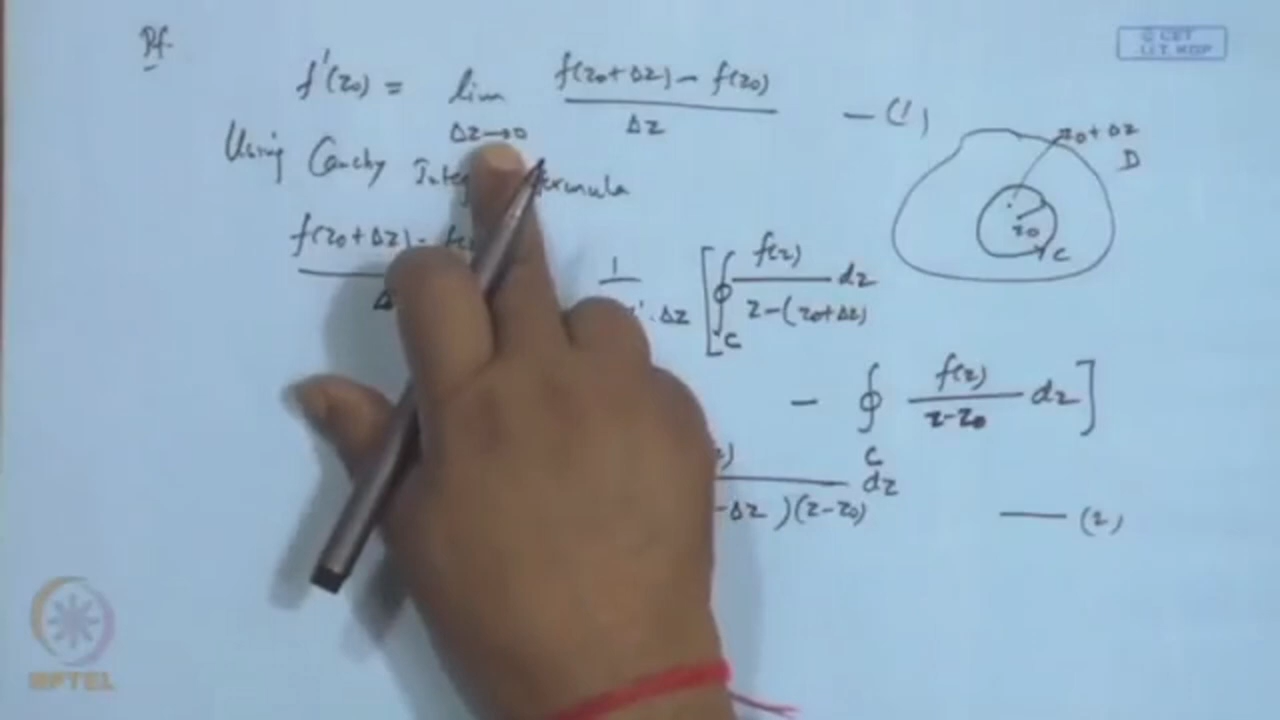 Pf.
© CET
I.I.T. KGP
f'(z0) = lim Δz→0 f(z0+Δz) - f(z0) / Δz — (1)
z0+Δz
D
z0
C
Using Cauchy formula
f(z0+Δz) - 1 / Δz [ ∮C f(z) / z-(z0+Δz) dz
- ∮C f(z) / z-z0 dz ]
-Δz)(z-z0) dz — (2)
NPTEL